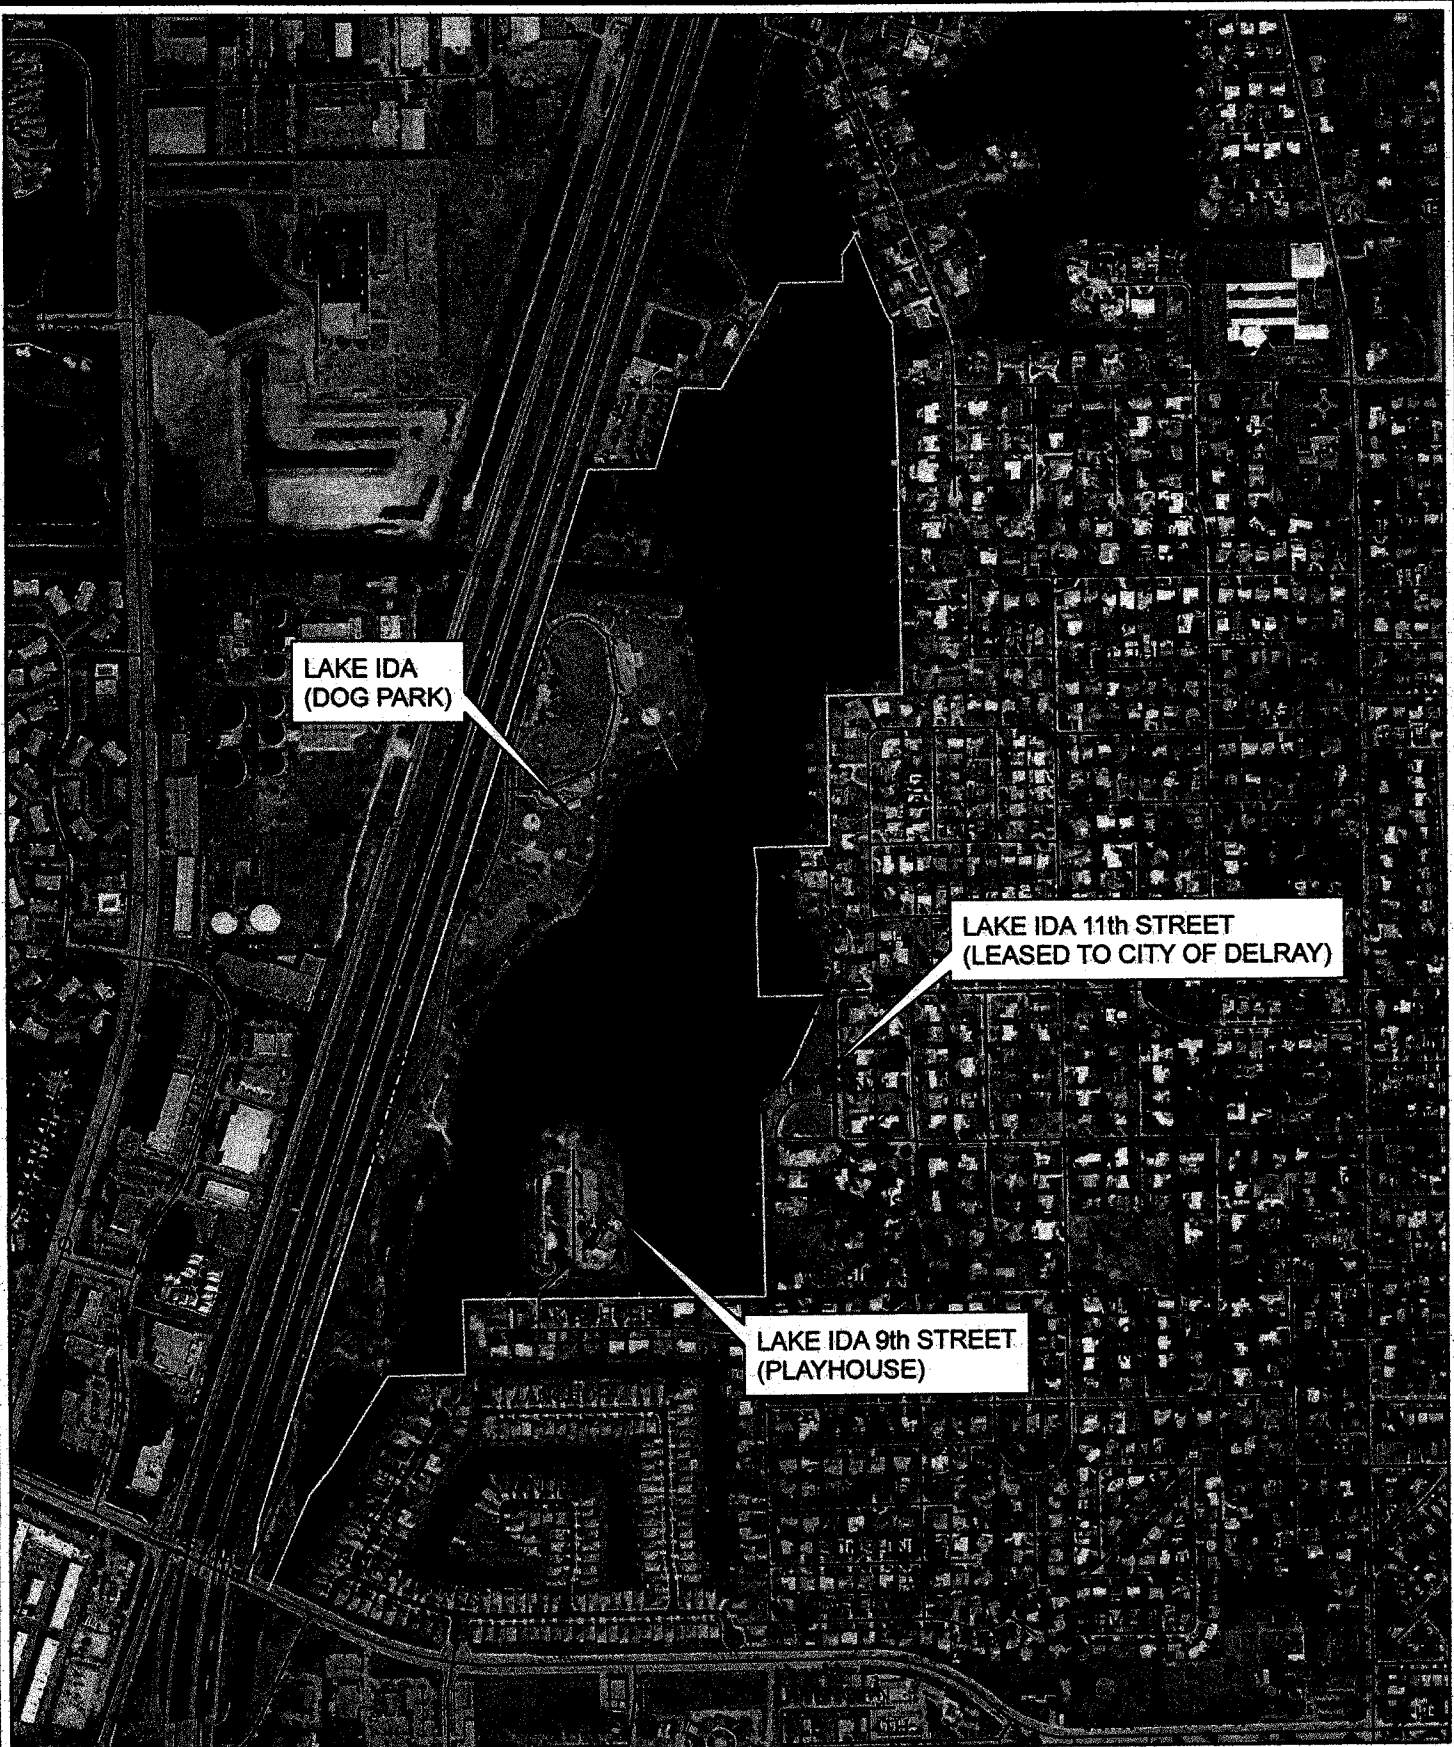 LAKE IDA
(DOG PARK)
LAKE IDA 11th STREET
(LEASED TO CITY OF DELRAY)
LAKE IDA 9th STREET
(PLAYHOUSE)